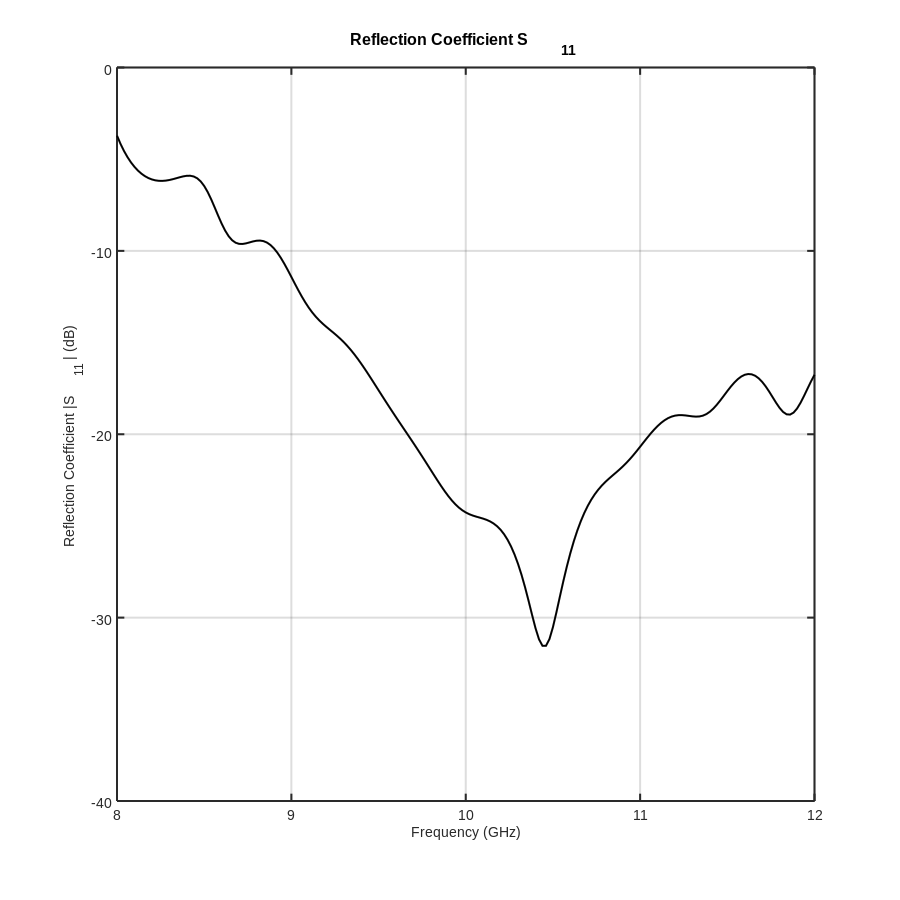 Reflection Coefficient S11
0
-10
-20
-30
-40
Reflection Coefficient |S11| (dB)
8 9 10 11 12
Frequency (GHz)